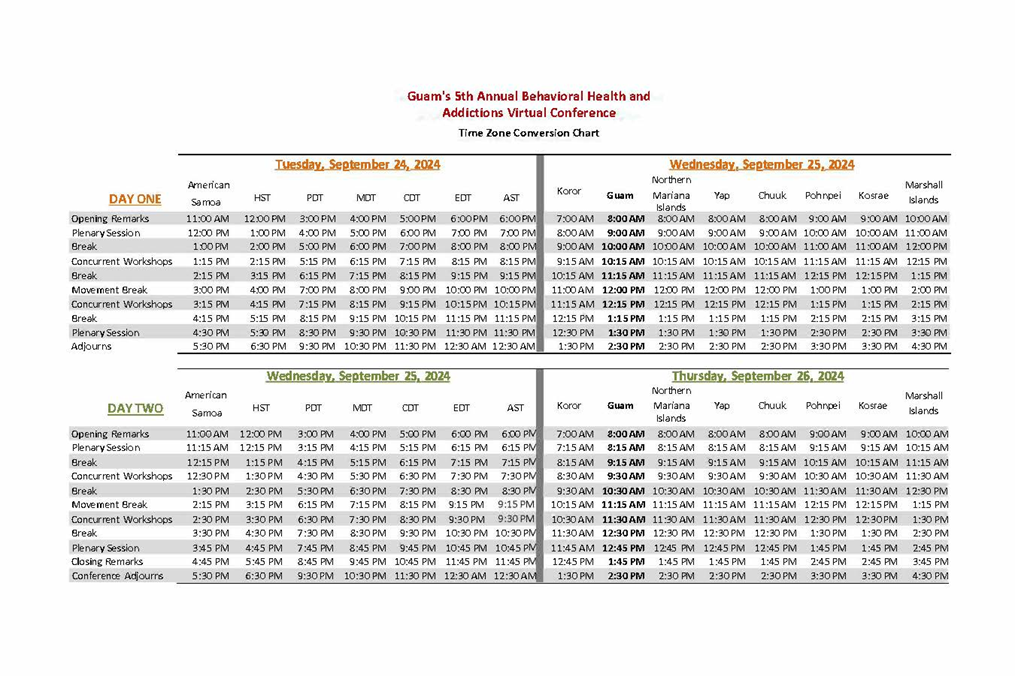 Guam's 5th Annual Behavioral Health and
Addictions Virtual Conference
Time Zone Conversion Chart
Tuesday, September 24, 2024 Wednesday, September 25, 2024
DAY ONE American Samoa HST PDT MDT CDT EDT AST Koror Guam Northern Mariana Islands Yap Chuuk Pohnpei Kosrae Marshall Islands
Opening Remarks 11:00 AM 12:00 PM 3:00 PM 4:00 PM 5:00 PM 6:00 PM 6:00 PM 7:00 AM 8:00 AM 8:00 AM 8:00 AM 8:00 AM 9:00 AM 9:00 AM 10:00 AM
Plenary Session 12:00 PM 1:00 PM 4:00 PM 5:00 PM 6:00 PM 7:00 PM 7:00 PM 8:00 AM 9:00 AM 9:00 AM 9:00 AM 9:00 AM 10:00 AM 10:00 AM 11:00 AM
Break 1:00 PM 2:00 PM 5:00 PM 6:00 PM 7:00 PM 8:00 PM 8:00 PM 9:00 AM 10:00 AM 10:00 AM 10:00 AM 10:00 AM 11:00 AM 11:00 AM 12:00 PM
Concurrent Workshops 1:15 PM 2:15 PM 5:15 PM 6:15 PM 7:15 PM 8:15 PM 8:15 PM 9:15 AM 10:15 AM 10:15 AM 10:15 AM 10:15 AM 11:15 AM 11:15 AM 12:15 PM
Break 2:15 PM 3:15 PM 6:15 PM 7:15 PM 8:15 PM 9:15 PM 9:15 PM 10:15 AM 11:15 AM 11:15 AM 11:15 AM 11:15 AM 12:15 PM 12:15 PM 1:15 PM
Movement Break 3:00 PM 4:00 PM 7:00 PM 8:00 PM 9:00 PM 10:00 PM 10:00 PM 11:00 AM 12:00 PM 12:00 PM 12:00 PM 12:00 PM 1:00 PM 1:00 PM 2:00 PM
Concurrent Workshops 3:15 PM 4:15 PM 7:15 PM 8:15 PM 9:15 PM 10:15 PM 10:15 PM 11:15 AM 12:15 PM 12:15 PM 12:15 PM 12:15 PM 1:15 PM 1:15 PM 2:15 PM
Break 4:15 PM 5:15 PM 8:15 PM 9:15 PM 10:15 PM 11:15 PM 11:15 PM 12:15 PM 1:15 PM 1:15 PM 1:15 PM 1:15 PM 2:15 PM 2:15 PM 3:15 PM
Plenary Session 4:30 PM 5:30 PM 8:30 PM 9:30 PM 10:30 PM 11:30 PM 11:30 PM 12:30 PM 1:30 PM 1:30 PM 1:30 PM 1:30 PM 2:30 PM 2:30 PM 3:30 PM
Adjourns 5:30 PM 6:30 PM 9:30 PM 10:30 PM 11:30 PM 12:30 AM 12:30 AM 1:30 PM 2:30 PM 2:30 PM 2:30 PM 2:30 PM 3:30 PM 3:30 PM 4:30 PM
Wednesday, September 25, 2024 Thursday, September 26, 2024
DAY TWO American Samoa HST PDT MDT CDT EDT AST Koror Guam Northern Mariana Islands Yap Chuuk Pohnpei Kosrae Marshall Islands
Opening Remarks 11:00 AM 12:00 PM 3:00 PM 4:00 PM 5:00 PM 6:00 PM 6:00 PM 7:00 AM 8:00 AM 8:00 AM 8:00 AM 8:00 AM 9:00 AM 9:00 AM 10:00 AM
Plenary Session 11:15 AM 12:15 PM 3:15 PM 4:15 PM 5:15 PM 6:15 PM 6:15 PM 7:15 AM 8:15 AM 8:15 AM 8:15 AM 8:15 AM 9:15 AM 9:15 AM 10:15 AM
Break 12:15 PM 1:15 PM 4:15 PM 5:15 PM 6:15 PM 7:15 PM 7:15 PM 8:15 AM 9:15 AM 9:15 AM 9:15 AM 9:15 AM 10:15 AM 10:15 AM 11:15 AM
Concurrent Workshops 12:30 PM 1:30 PM 4:30 PM 5:30 PM 6:30 PM 7:30 PM 7:30 PM 8:30 AM 9:30 AM 9:30 AM 9:30 AM 9:30 AM 10:30 AM 10:30 AM 11:30 AM
Break 1:30 PM 2:30 PM 5:30 PM 6:30 PM 7:30 PM 8:30 PM 8:30 PM 9:30 AM 10:30 AM 10:30 AM 10:30 AM 10:30 AM 11:30 AM 11:30 AM 12:30 PM
Movement Break 2:15 PM 3:15 PM 6:15 PM 7:15 PM 8:15 PM 9:15 PM 9:15 PM 10:15 AM 11:15 AM 11:15 AM 11:15 AM 11:15 AM 12:15 PM 12:15 PM 1:15 PM
Concurrent Workshops 2:30 PM 3:30 PM 6:30 PM 7:30 PM 8:30 PM 9:30 PM 9:30 PM 10:30 AM 11:30 AM 11:30 AM 11:30 AM 11:30 AM 12:30 PM 12:30 PM 1:30 PM
Break 3:30 PM 4:30 PM 7:30 PM 8:30 PM 9:30 PM 10:30 PM 10:30 PM 11:30 AM 12:30 PM 12:30 PM 12:30 PM 12:30 PM 1:30 PM 1:30 PM 2:30 PM
Plenary Session 3:45 PM 4:45 PM 7:45 PM 8:45 PM 9:45 PM 10:45 PM 10:45 PM 11:45 AM 12:45 PM 12:45 PM 12:45 PM 12:45 PM 1:45 PM 1:45 PM 2:45 PM
Closing Remarks 4:45 PM 5:45 PM 8:45 PM 9:45 PM 10:45 PM 11:45 PM 11:45 PM 12:45 PM 1:45 PM 1:45 PM 1:45 PM 1:45 PM 2:45 PM 2:45 PM 3:45 PM
Conference Adjourns 5:30 PM 6:30 PM 9:30 PM 10:30 PM 11:30 PM 12:30 AM 12:30 AM 1:30 PM 2:30 PM 2:30 PM 2:30 PM 2:30 PM 3:30 PM 3:30 PM 4:30 PM